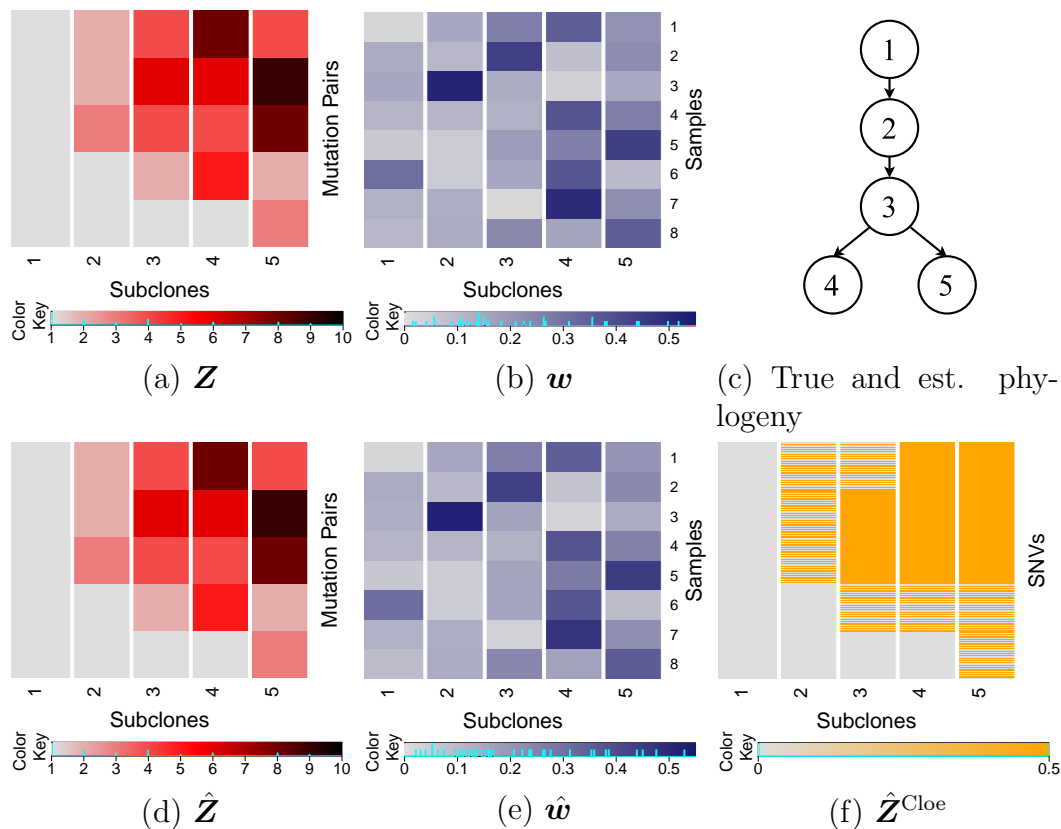 1 2 3 4 5
Subclones
Mutation Pairs
Color Key
1 2 3 4 5 6 7 8 9 10
(a) Z
1 2 3 4 5 6 7 8
Samples
1 2 3 4 5
Subclones
Color Key
0 0.1 0.2 0.3 0.4 0.5
(b) w
1
2
3
4 5
(c) True and est. phy-
logeny
1 2 3 4 5
Subclones
Mutation Pairs
Color Key
1 2 3 4 5 6 7 8 9 10
(d) Ẑ
1 2 3 4 5 6 7 8
Samples
1 2 3 4 5
Subclones
Color Key
0 0.1 0.2 0.3 0.4 0.5
(e) ŵ
SNVs
1 2 3 4 5
Subclones
Color Key
0 0.5
(f) Ẑ^Cloe